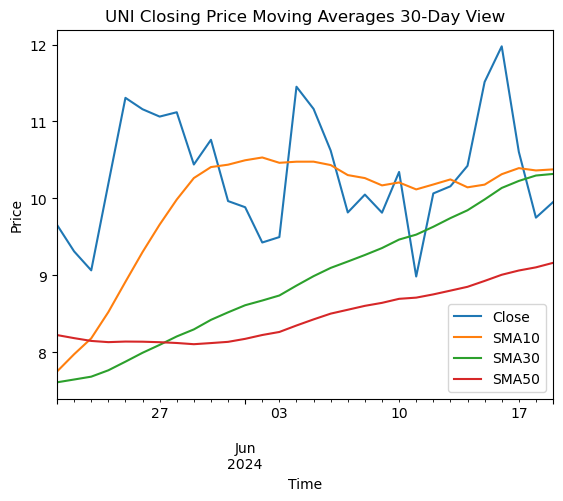 UNI Closing Price Moving Averages 30-Day View
12
11
10
9
8
Price
Close
SMA10
SMA30
SMA50
27 03 10 17
Jun
2024
Time